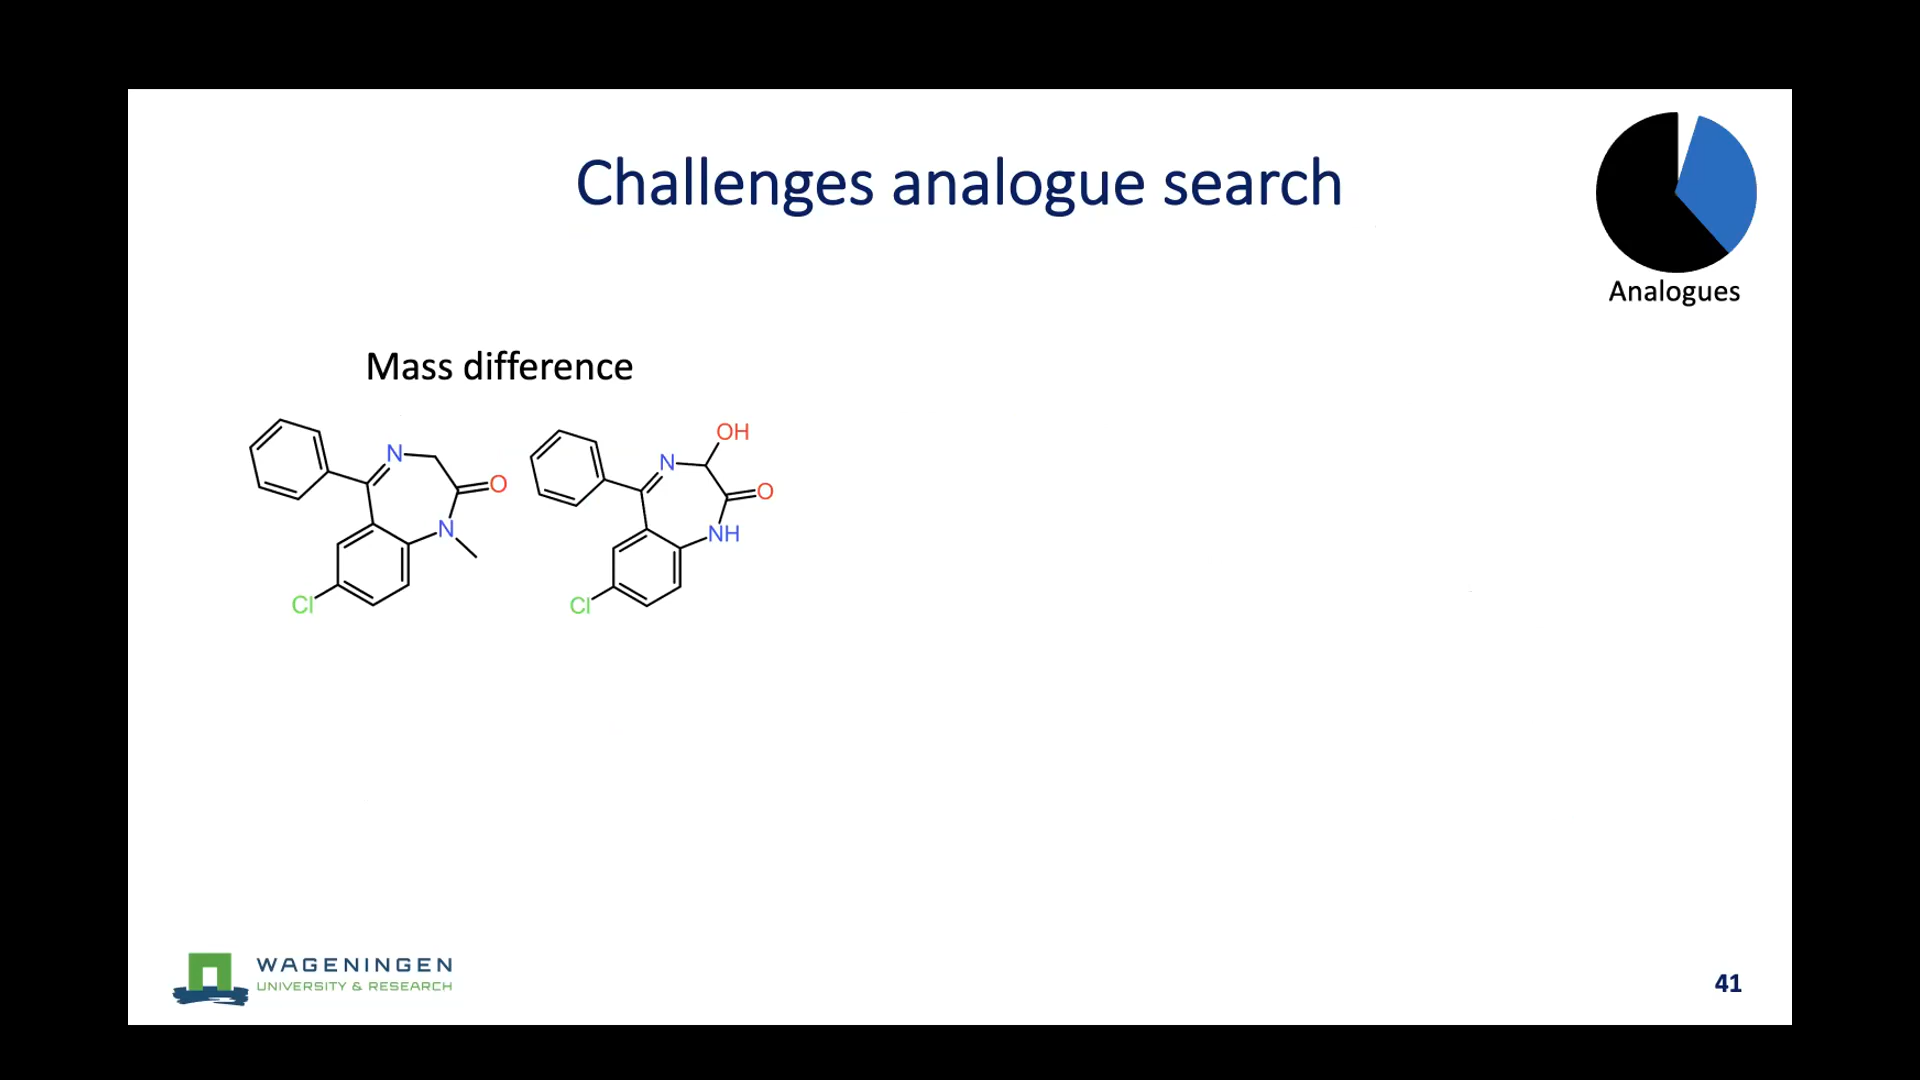 Challenges analogue search
Analogues
Mass difference
N
O
N
Cl
OH
N
O
NH
Cl
WAGENINGEN
UNIVERSITY & RESEARCH
41